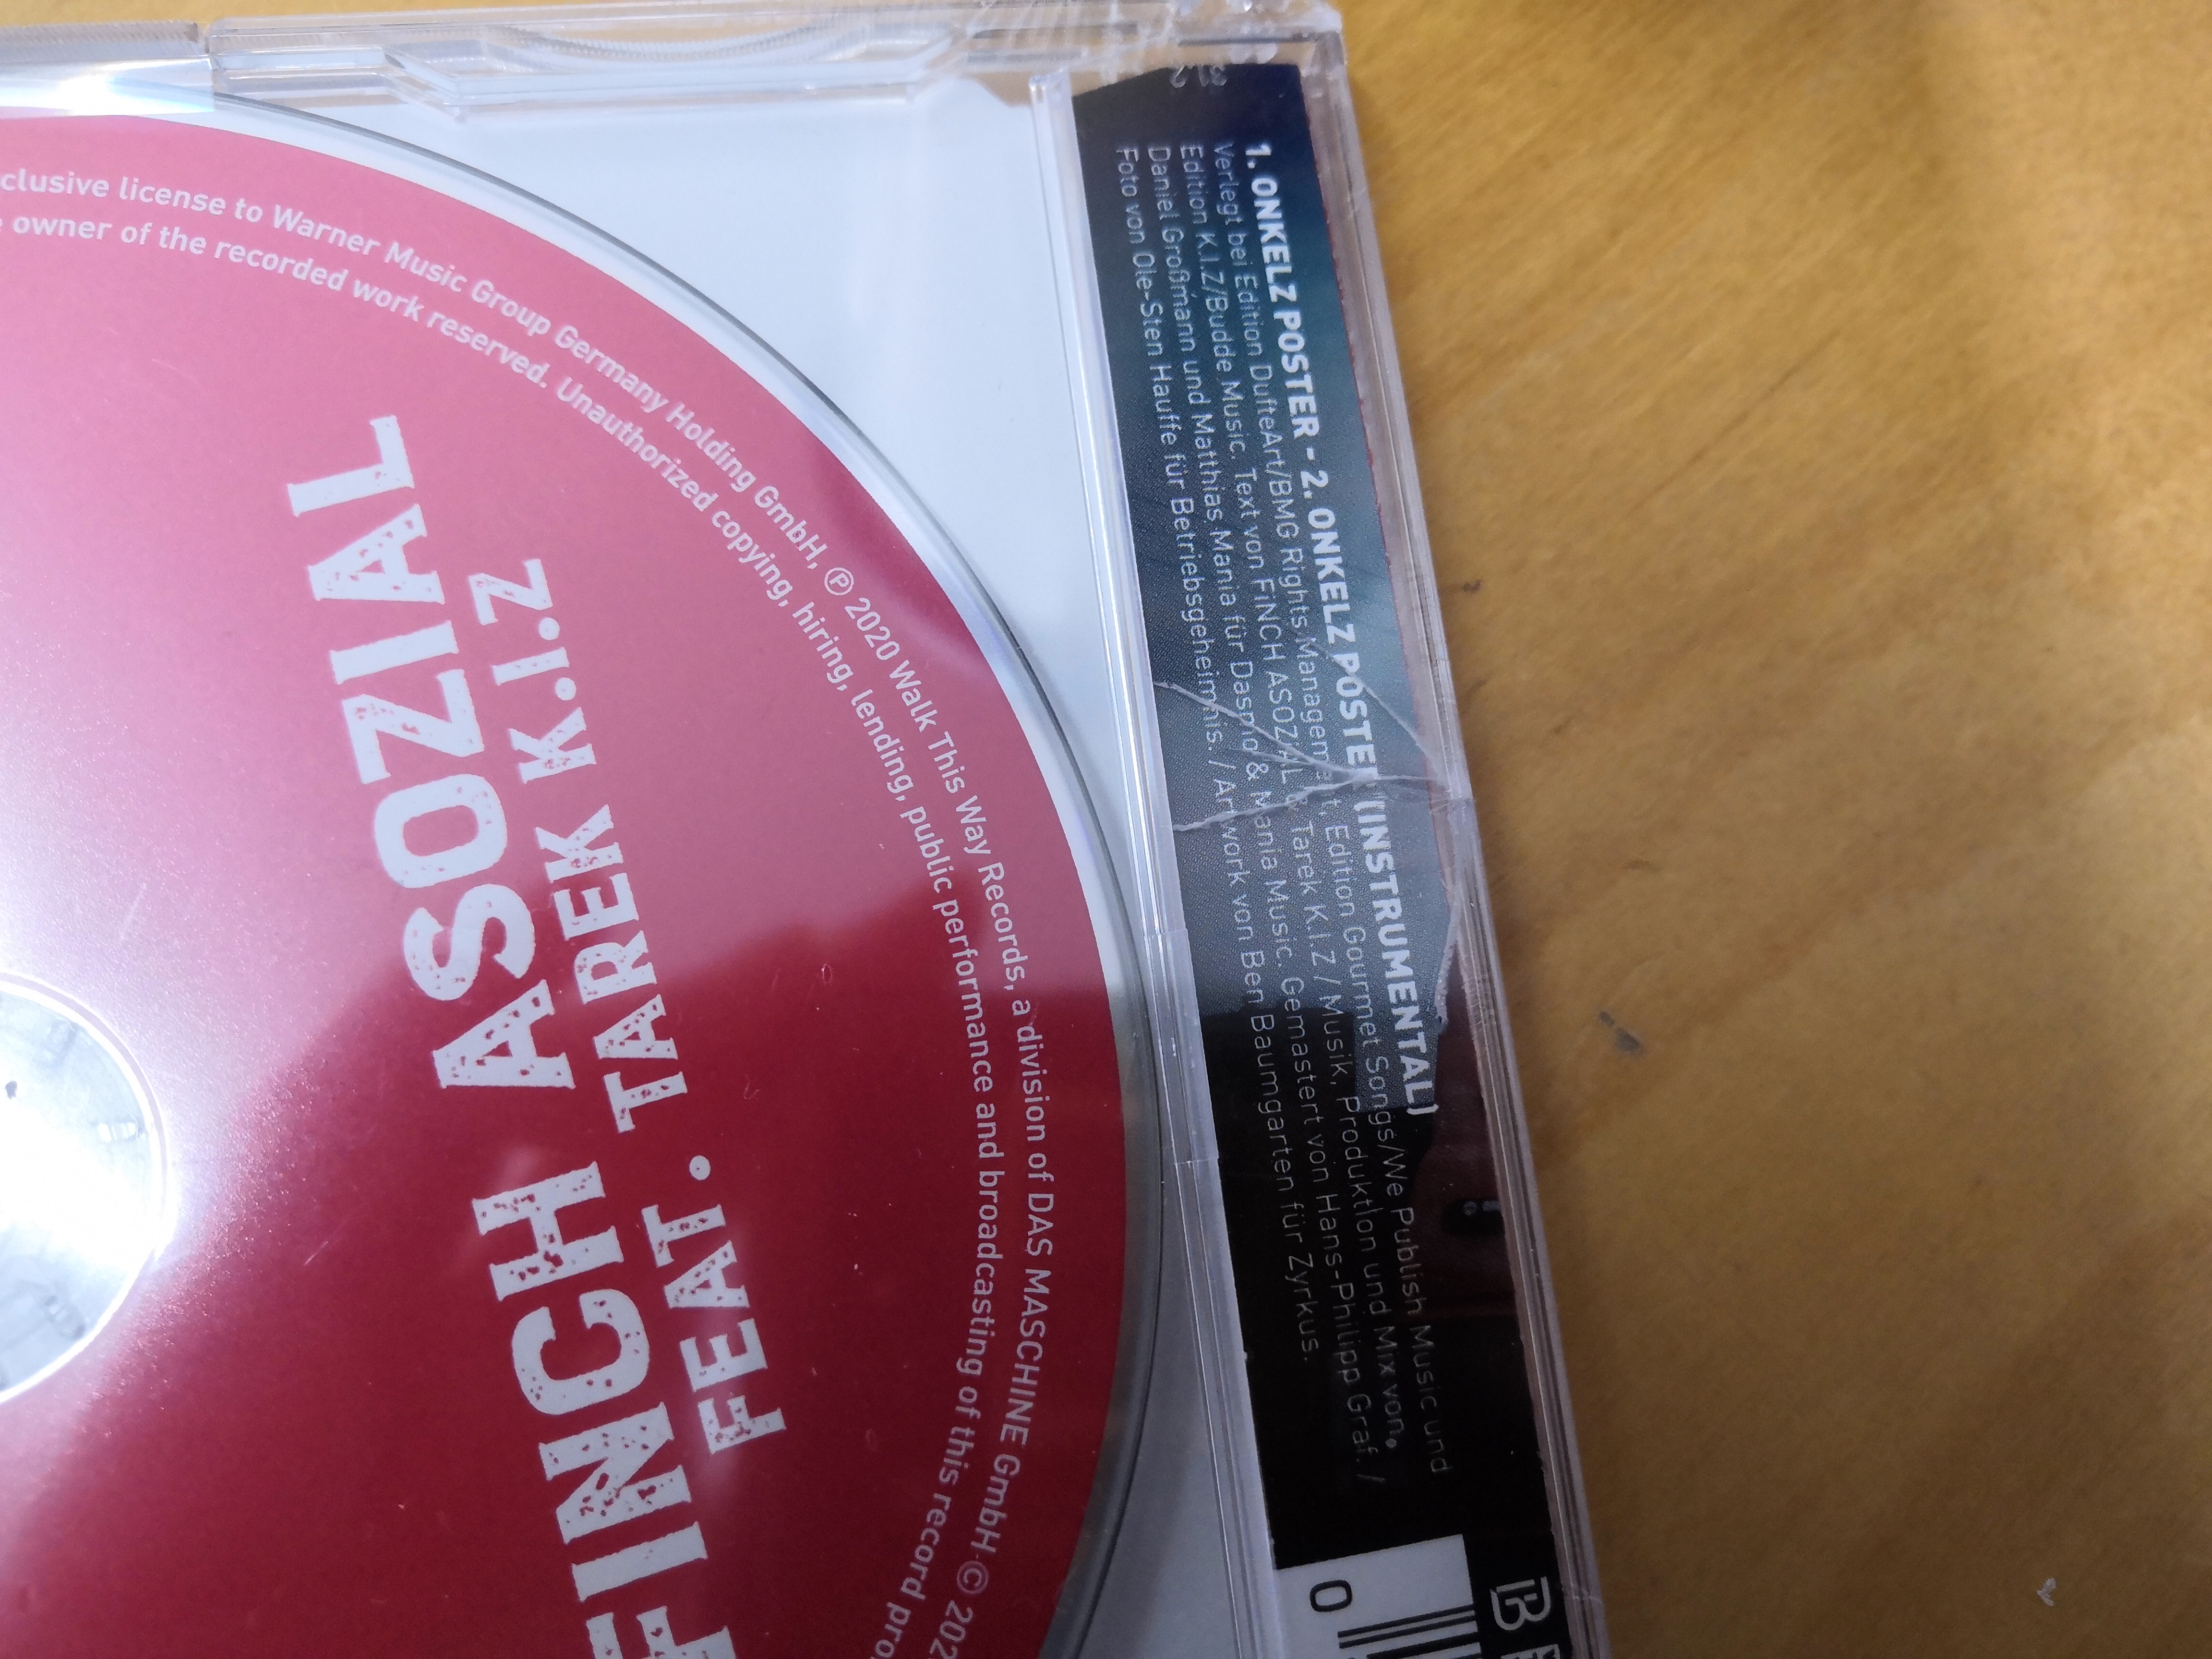 clusive license to Warner Music Group Germany Holding GmbH, ℗ 2020 Walk This Way Records, a division of DAS MASCHINE GmbH © 202
owner of the recorded work reserved. Unauthorized copying, hiring, lending, public performance and broadcasting of this record pro
FINCH ASOZIAL
FEAT. TAREK K.I.Z
1. ONKELZ POSTER - 2. ONKELZ POSTER (INSTRUMENTAL)
Verlegt bei Edition DufteArt/BMG Rights Management, Edition Gourmet Songs/We Publish Music und
Edition K.I.Z/Budde Music. Text von FiNCH ASOZiAL & Tarek K.I.Z / Musik, Produktion und Mix von
Daniel Großmann und Matthias Mania für Dasmo & Mania Music. Gemastert von Hans-Philipp Graf. /
Foto von Ole-Sten Hauffe für Betriebsgeheimnis. / Artwork von Ben Baumgarten für Zyrkus.
0